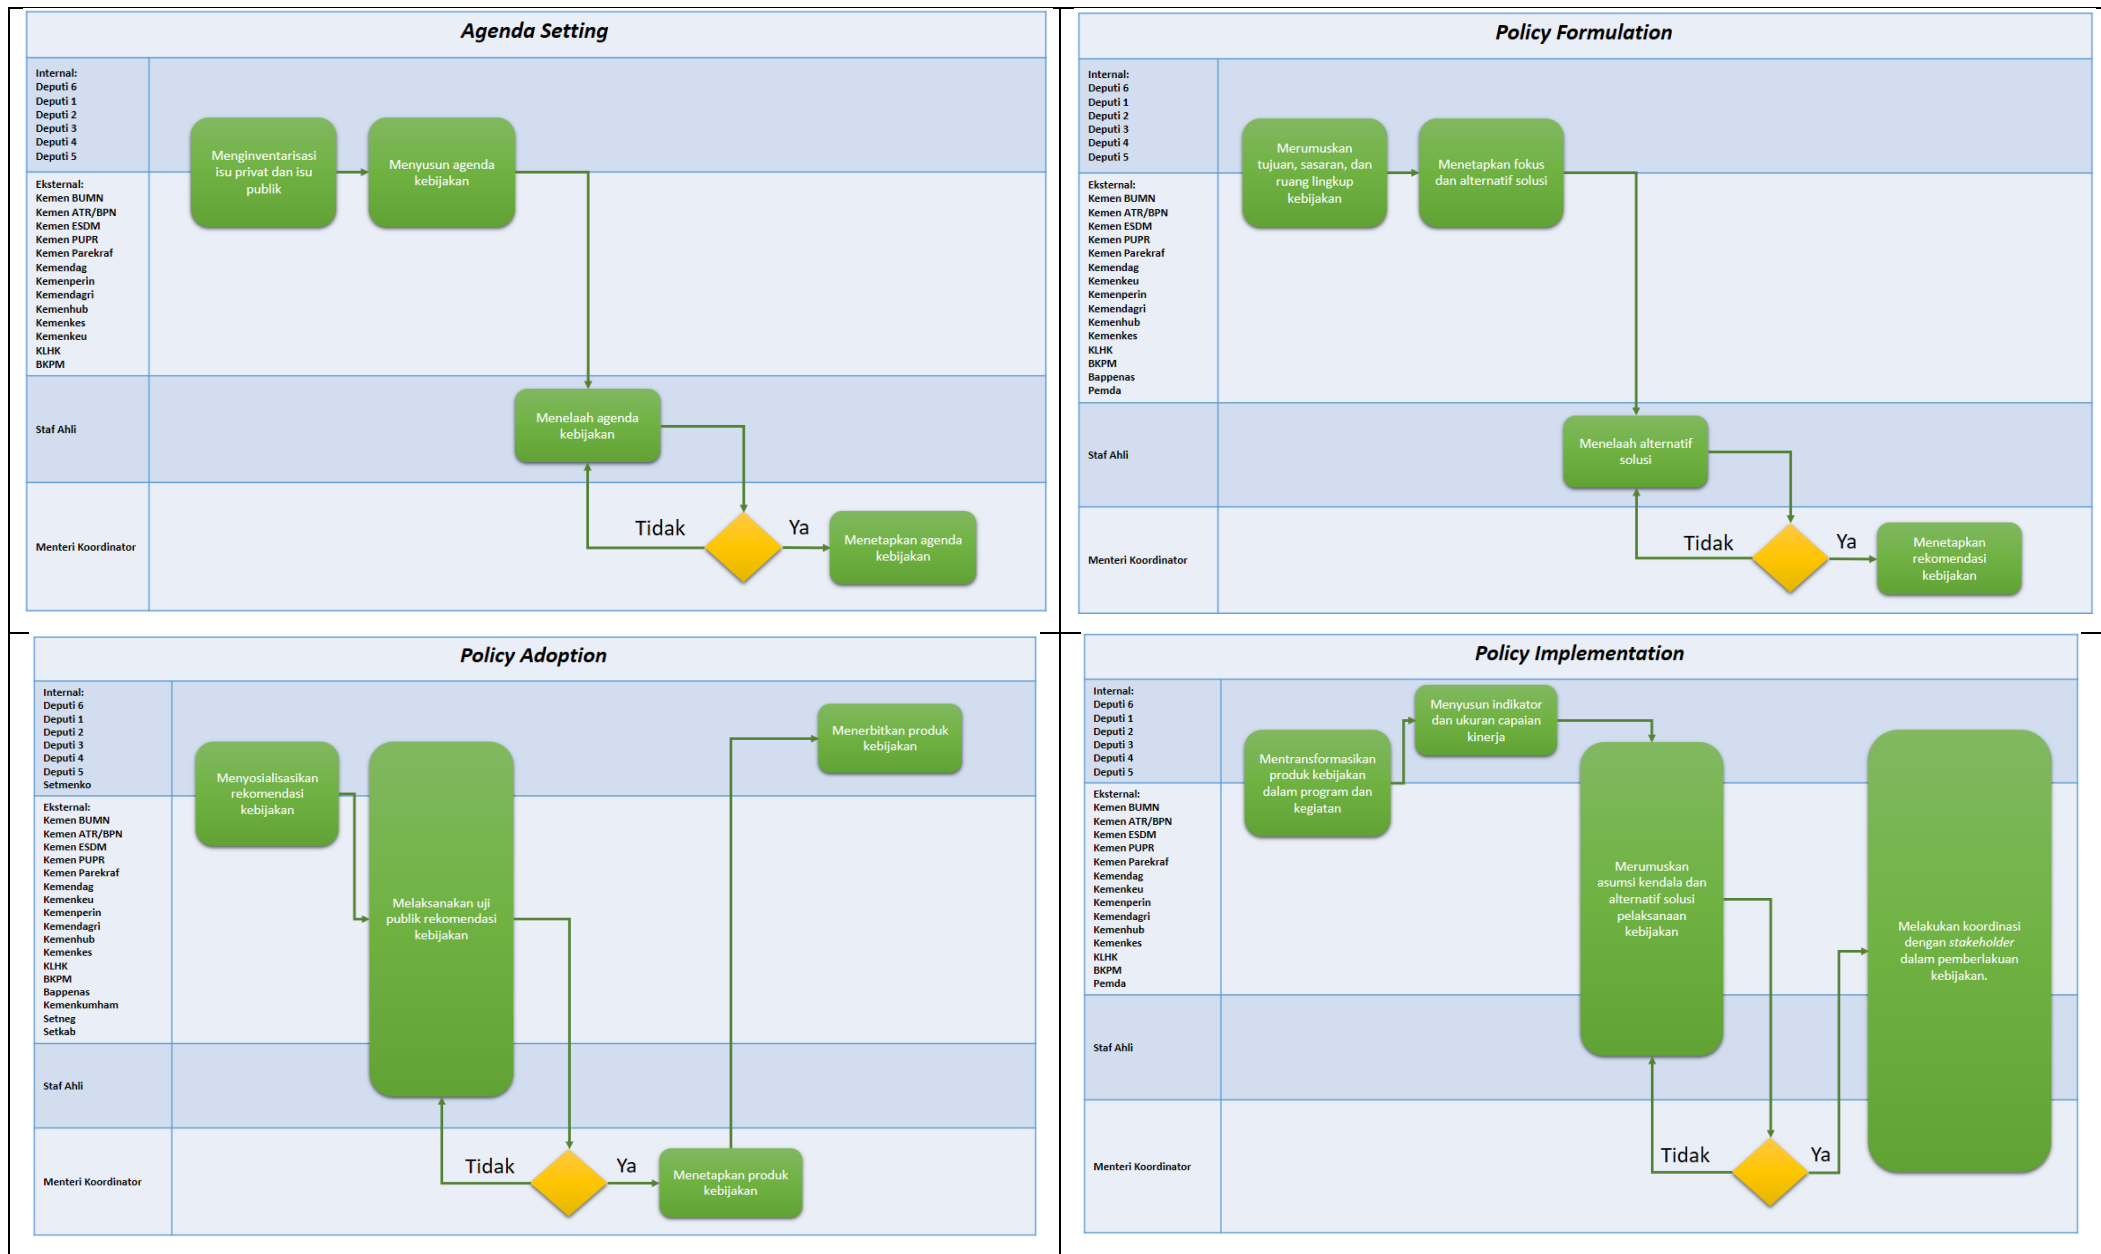 Agenda Setting
Internal:
Deputi 6
Deputi 1
Deputi 2
Deputi 3
Deputi 4
Deputi 5
Eksternal:
Kemen BUMN
Kemen ATR/BPN
Kemen ESDM
Kemen PUPR
Kemen Parekraf
Kemendag
Kemenperin
Kemendagri
Kemenhub
Kemenkes
Kemenkeu
KLHK
BKPM
Staf Ahli
Menteri Koordinator
Menginventarisasi
isu privat dan isu
publik
Menyusun agenda
kebijakan
Menelaah agenda
kebijakan
Tidak
Ya
Menetapkan agenda
kebijakan
Policy Formulation
Internal:
Deputi 6
Deputi 1
Deputi 2
Deputi 3
Deputi 4
Deputi 5
Eksternal:
Kemen BUMN
Kemen ATR/BPN
Kemen ESDM
Kemen PUPR
Kemen Parekraf
Kemendag
Kemenkeu
Kemenperin
Kemendagri
Kemenhub
Kemenkes
KLHK
BKPM
Bappenas
Pemda
Staf Ahli
Menteri Koordinator
Merumuskan
tujuan, sasaran, dan
ruang lingkup
kebijakan
Menetapkan fokus
dan alternatif solusi
Menelaah alternatif
solusi
Tidak
Ya
Menetapkan
rekomendasi
kebijakan
Policy Adoption
Internal:
Deputi 6
Deputi 1
Deputi 2
Deputi 3
Deputi 4
Deputi 5
Setmenko
Eksternal:
Kemen BUMN
Kemen ATR/BPN
Kemen ESDM
Kemen PUPR
Kemen Parekraf
Kemendag
Kemenkeu
Kemenperin
Kemendagri
Kemenhub
Kemenkes
KLHK
BKPM
Bappenas
Kemenkumham
Setneg
Setkab
Staf Ahli
Menteri Koordinator
Menyosialisasikan
rekomendasi
kebijakan
Melaksanakan uji
publik rekomendasi
kebijakan
Tidak
Ya
Menetapkan produk
kebijakan
Menerbitkan produk
kebijakan
Policy Implementation
Internal:
Deputi 6
Deputi 1
Deputi 2
Deputi 3
Deputi 4
Deputi 5
Eksternal:
Kemen BUMN
Kemen ATR/BPN
Kemen ESDM
Kemen PUPR
Kemen Parekraf
Kemendag
Kemenkeu
Kemenperin
Kemendagri
Kemenhub
Kemenkes
KLHK
BKPM
Pemda
Staf Ahli
Menteri Koordinator
Mentransformasikan
produk kebijakan
dalam program dan
kegiatan
Menyusun indikator
dan ukuran capaian
kinerja
Merumuskan
asumsi kendala dan
alternatif solusi
pelaksanaan
kebijakan
Tidak
Ya
Melakukan koordinasi
dengan stakeholder
dalam pemberlakuan
kebijakan.